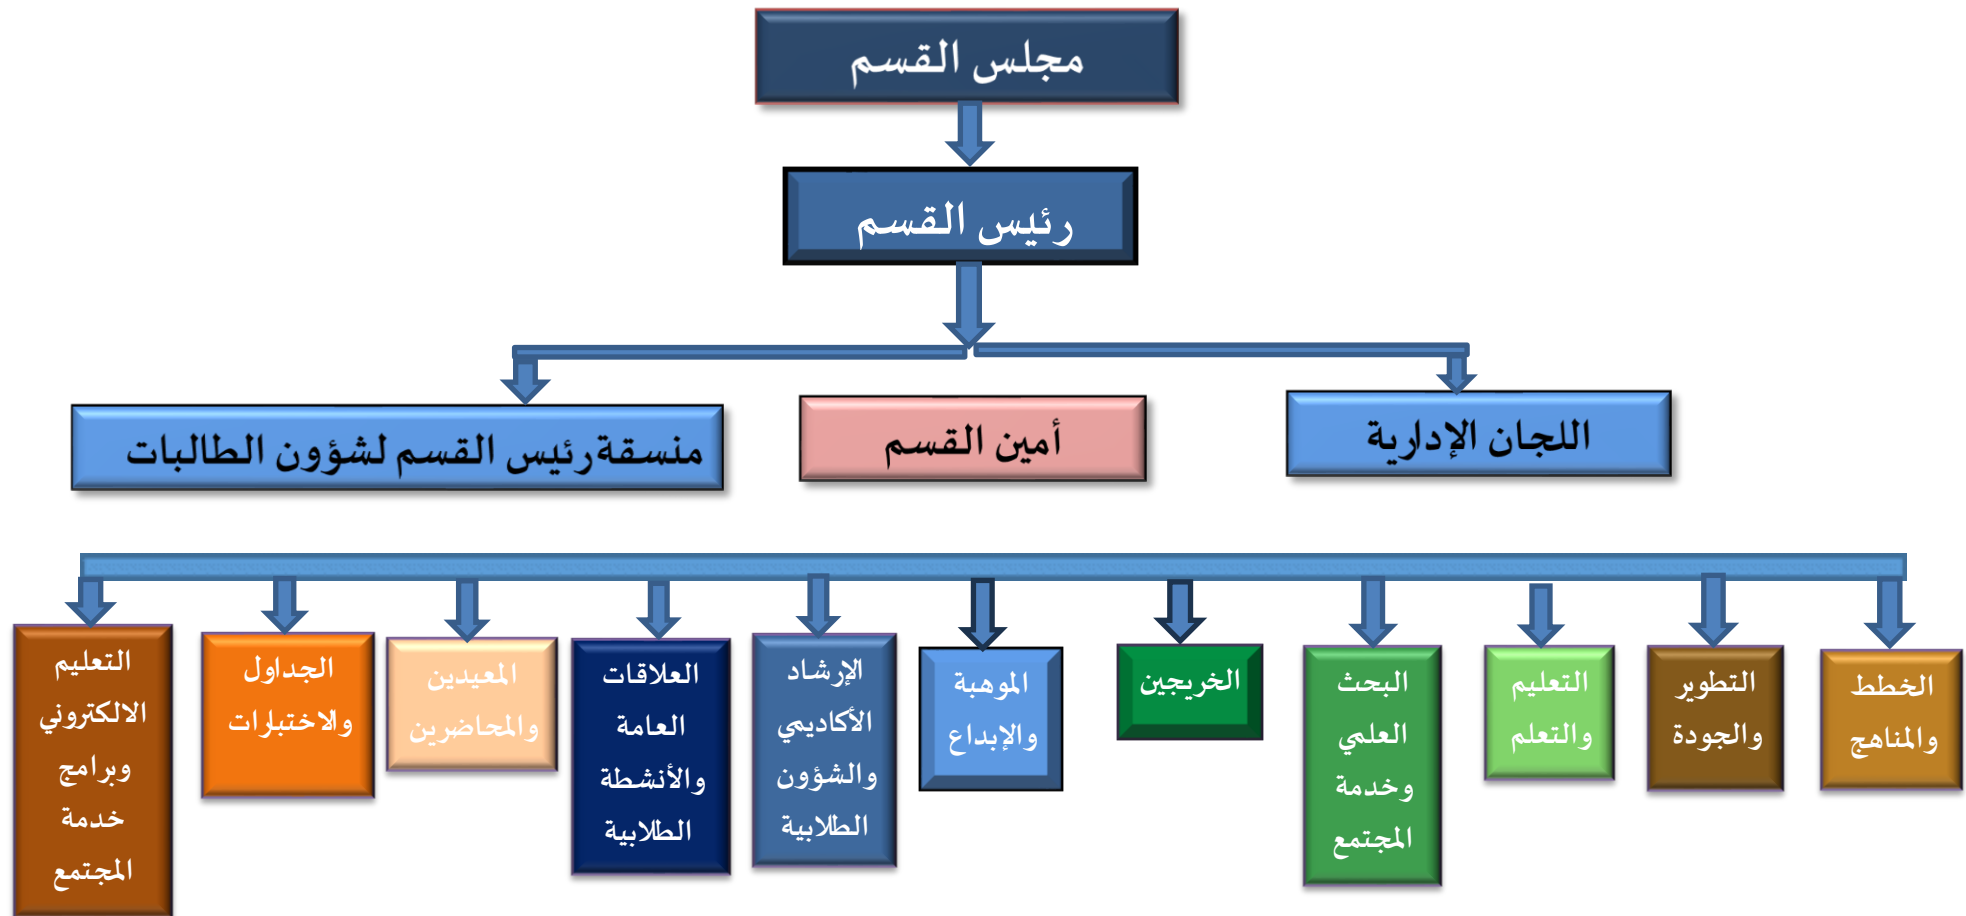 مجلس القسم
رئيس القسم
اللجان الإدارية
أمين القسم
منسقة رئيس القسم لشؤون الطالبات
الخطط
والمناهج
التطوير
والجودة
التعليم
والتعلم
البحث
العلمي
وخدمة
المجتمع
الخريجين
الموهبة
والإبداع
الإرشاد
الأكاديمي
والشؤون
الطلابية
العلاقات
العامة
والأنشطة
الطلابية
المعيدين
والمحاضرين
الجداول
والاختبارات
التعليم
الالكتروني
وبرامج
خدمة
المجتمع